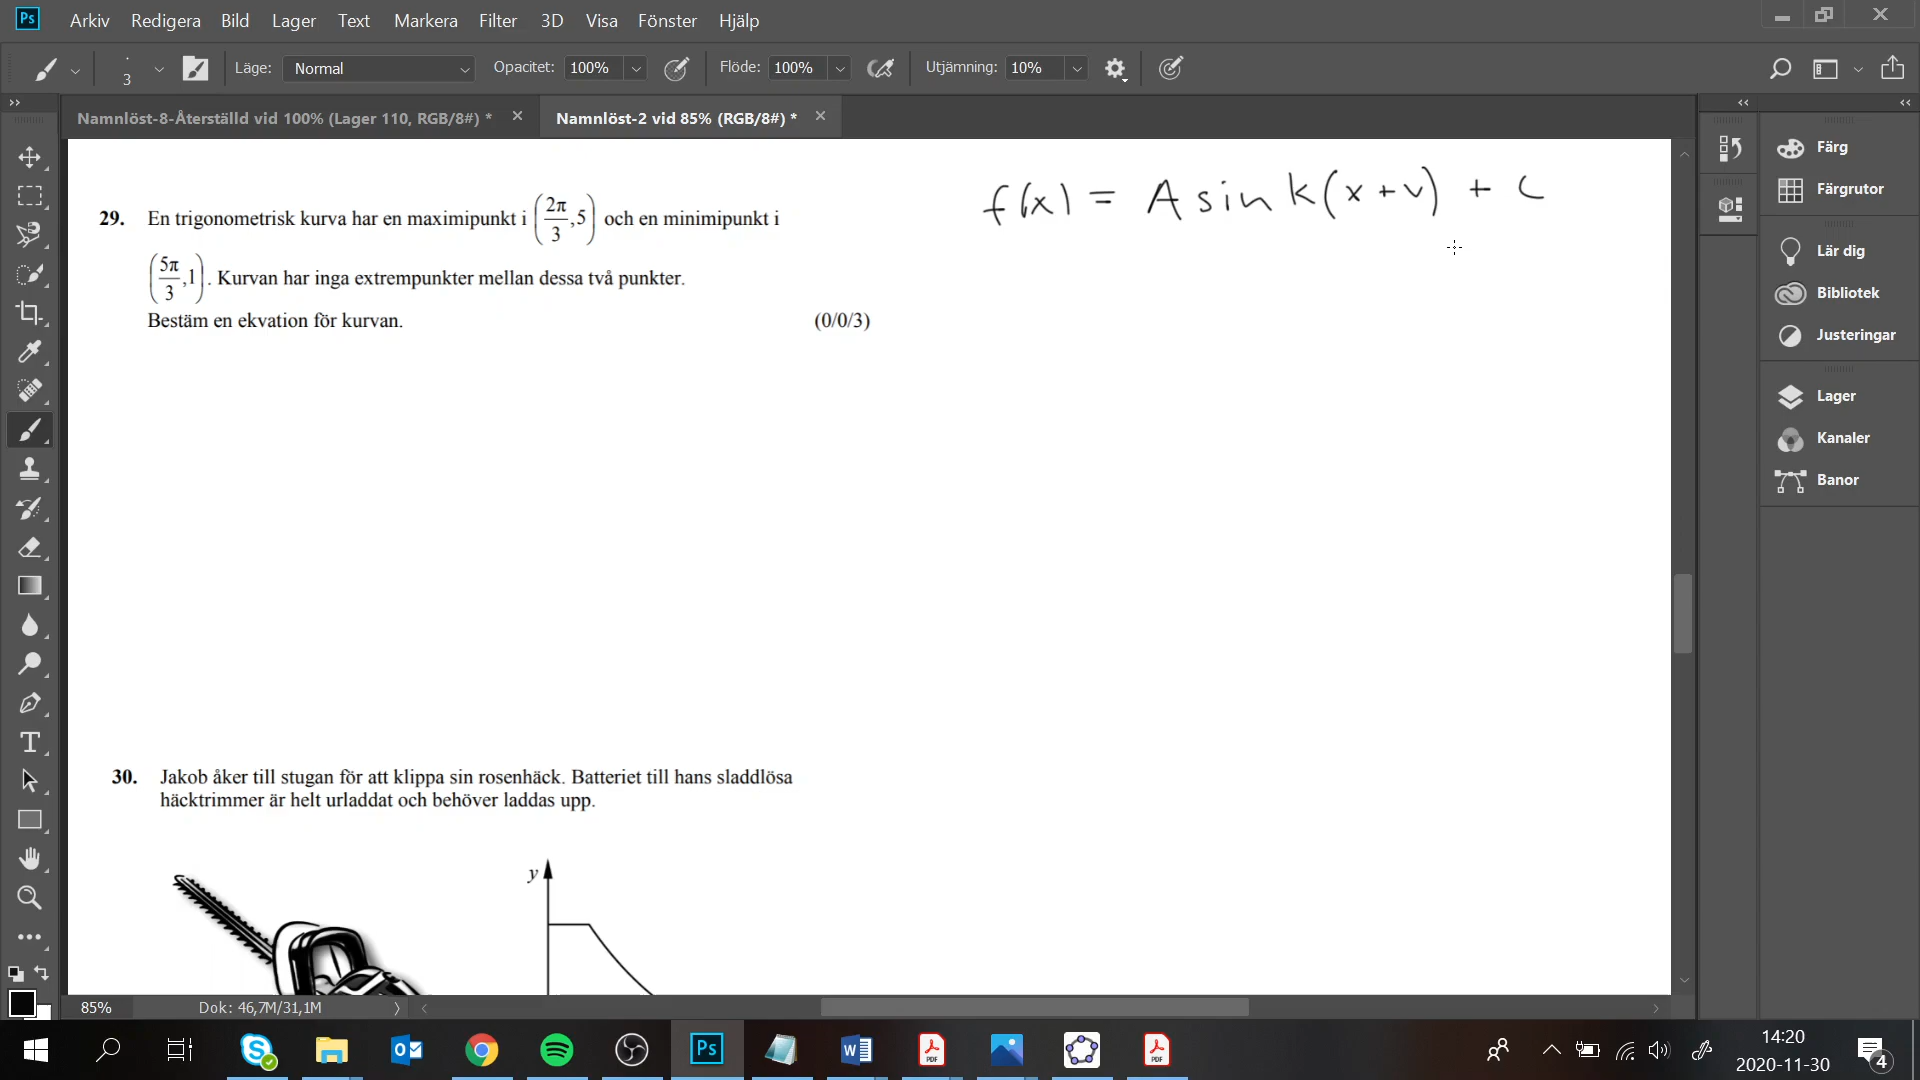 Ps Arkiv Redigera Bild Lager Text Markera Filter 3D Visa Fönster Hjälp
3 Läge: Normal Opacitet: 100% Flöde: 100% Utjämning: 10%
Namnlöst-8-Återställd vid 100% (Lager 110, RGB/8#) * Namnlöst-2 vid 85% (RGB/8#) *
f(x) = A sin k(x+v) + c
29. En trigonometrisk kurva har en maximipunkt i (2π/3, 5) och en minimipunkt i
(5π/3, 1). Kurvan har inga extrempunkter mellan dessa två punkter.
Bestäm en ekvation för kurvan. (0/0/3)
30. Jakob åker till stugan för att klippa sin rosenhäck. Batteriet till hans sladdlösa
häcktrimmer är helt urladdat och behöver laddas upp.
y
Färg
Färgrutor
Lär dig
Bibliotek
Justeringar
Lager
Kanaler
Banor
85% Dok: 46,7M/31,1M
Ps
14:20
2020-11-30
4